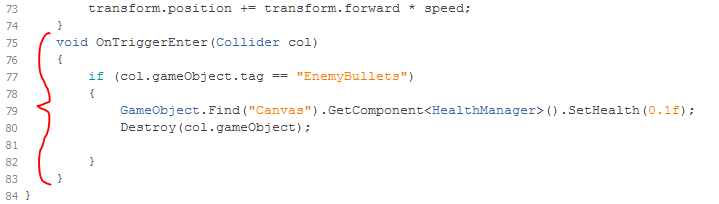 73 transform.position += transform.forward * speed;
74 }
75 void OnTriggerEnter(Collider col)
76 {
77 if (col.gameObject.tag == "EnemyBullets")
78 {
79 GameObject.Find("Canvas").GetComponent<HealthManager>().SetHealth(0.1f);
80 Destroy(col.gameObject);
81
82 }
83 }
84 }